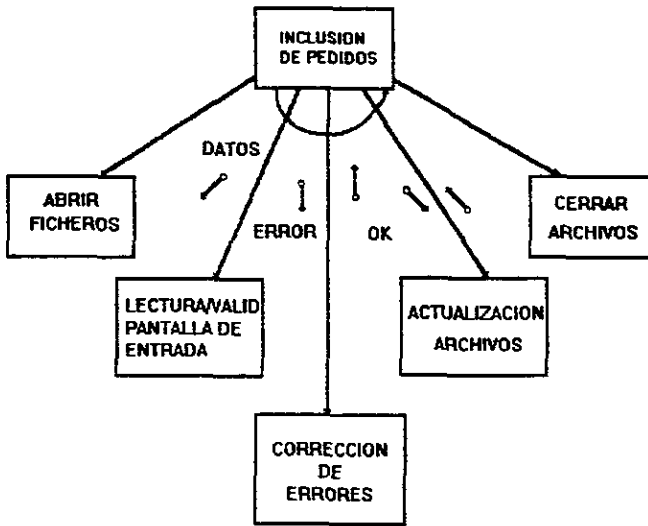 INCLUSION
DE PEDIDOS
DATOS
ABRIR
FICHEROS
ERROR
OK
CERRAR
ARCHIVOS
LECTURA/VALID
PANTALLA DE
ENTRADA
ACTUALIZACION
ARCHIVOS
CORRECCION
DE
ERRORES